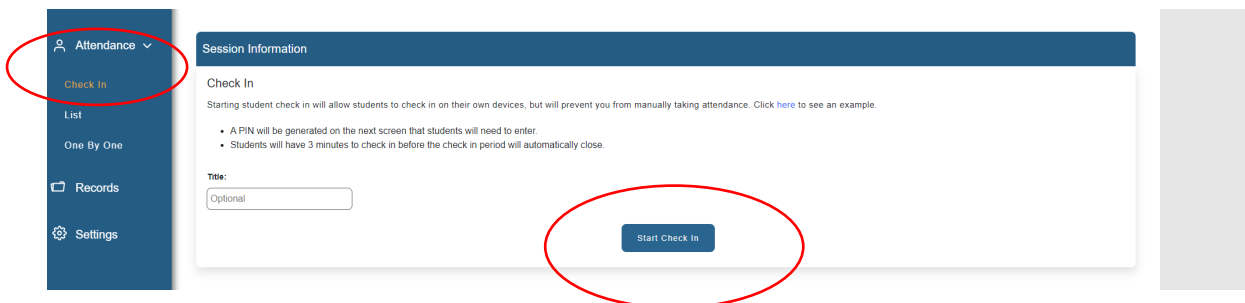 Attendance
Check In
List
One By One
Records
Settings
Session Information
Check In
Starting student check in will allow students to check in on their own devices, but will prevent you from manually taking attendance. Click here to see an example.
• A PIN will be generated on the next screen that students will need to enter.
• Students will have 3 minutes to check in before the check in period will automatically close.
Title:
Optional
Start Check In